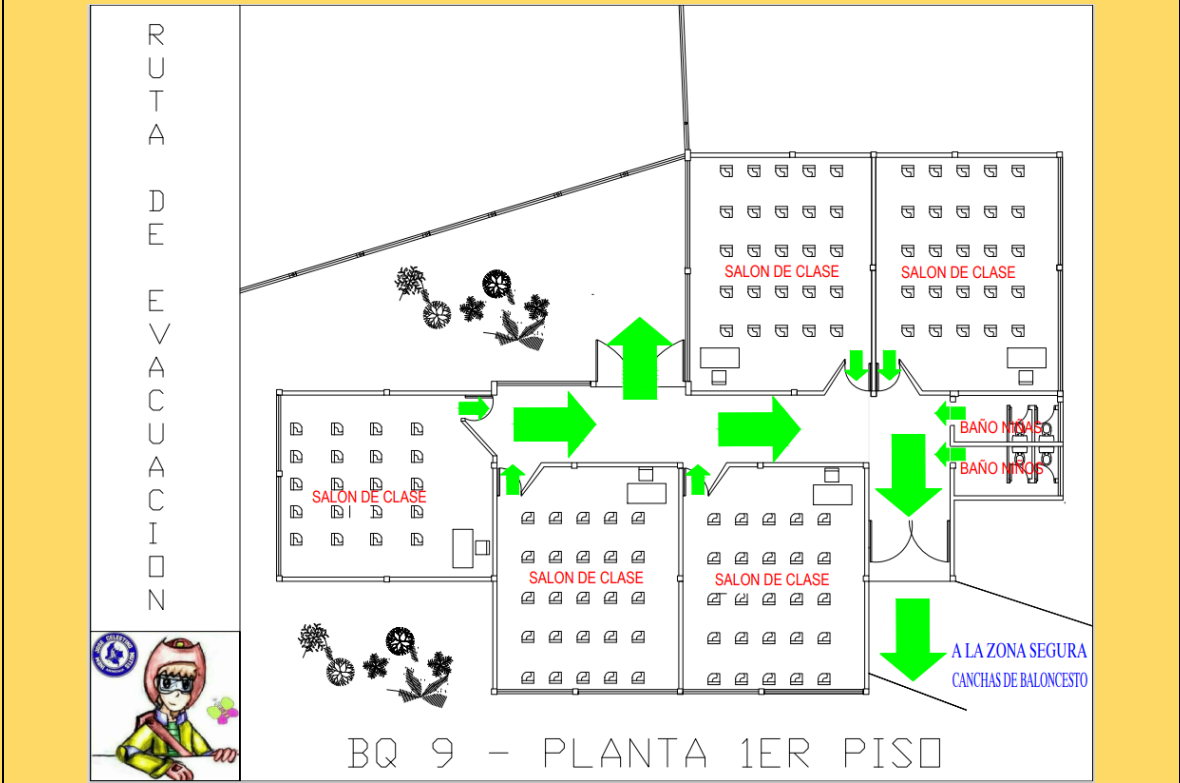 RUTA DE EVACUACION
SALON DE CLASE
SALON DE CLASE
BAÑO NIÑAS
BAÑO NIÑOS
SALON DE CLASE
SALON DE CLASE
SALON DE CLASE
A LA ZONA SEGURA
CANCHAS DE BALONCESTO
BQ 9 - PLANTA 1ER PISO